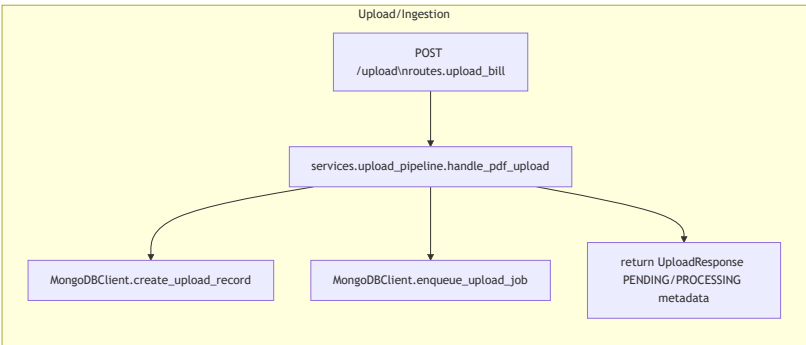 Upload/Ingestion
POST
/upload\nroutes.upload_bill
services.upload_pipeline.handle_pdf_upload
MongoDBClient.create_upload_record
MongoDBClient.enqueue_upload_job
return UploadResponse
PENDING/PROCESSING
metadata